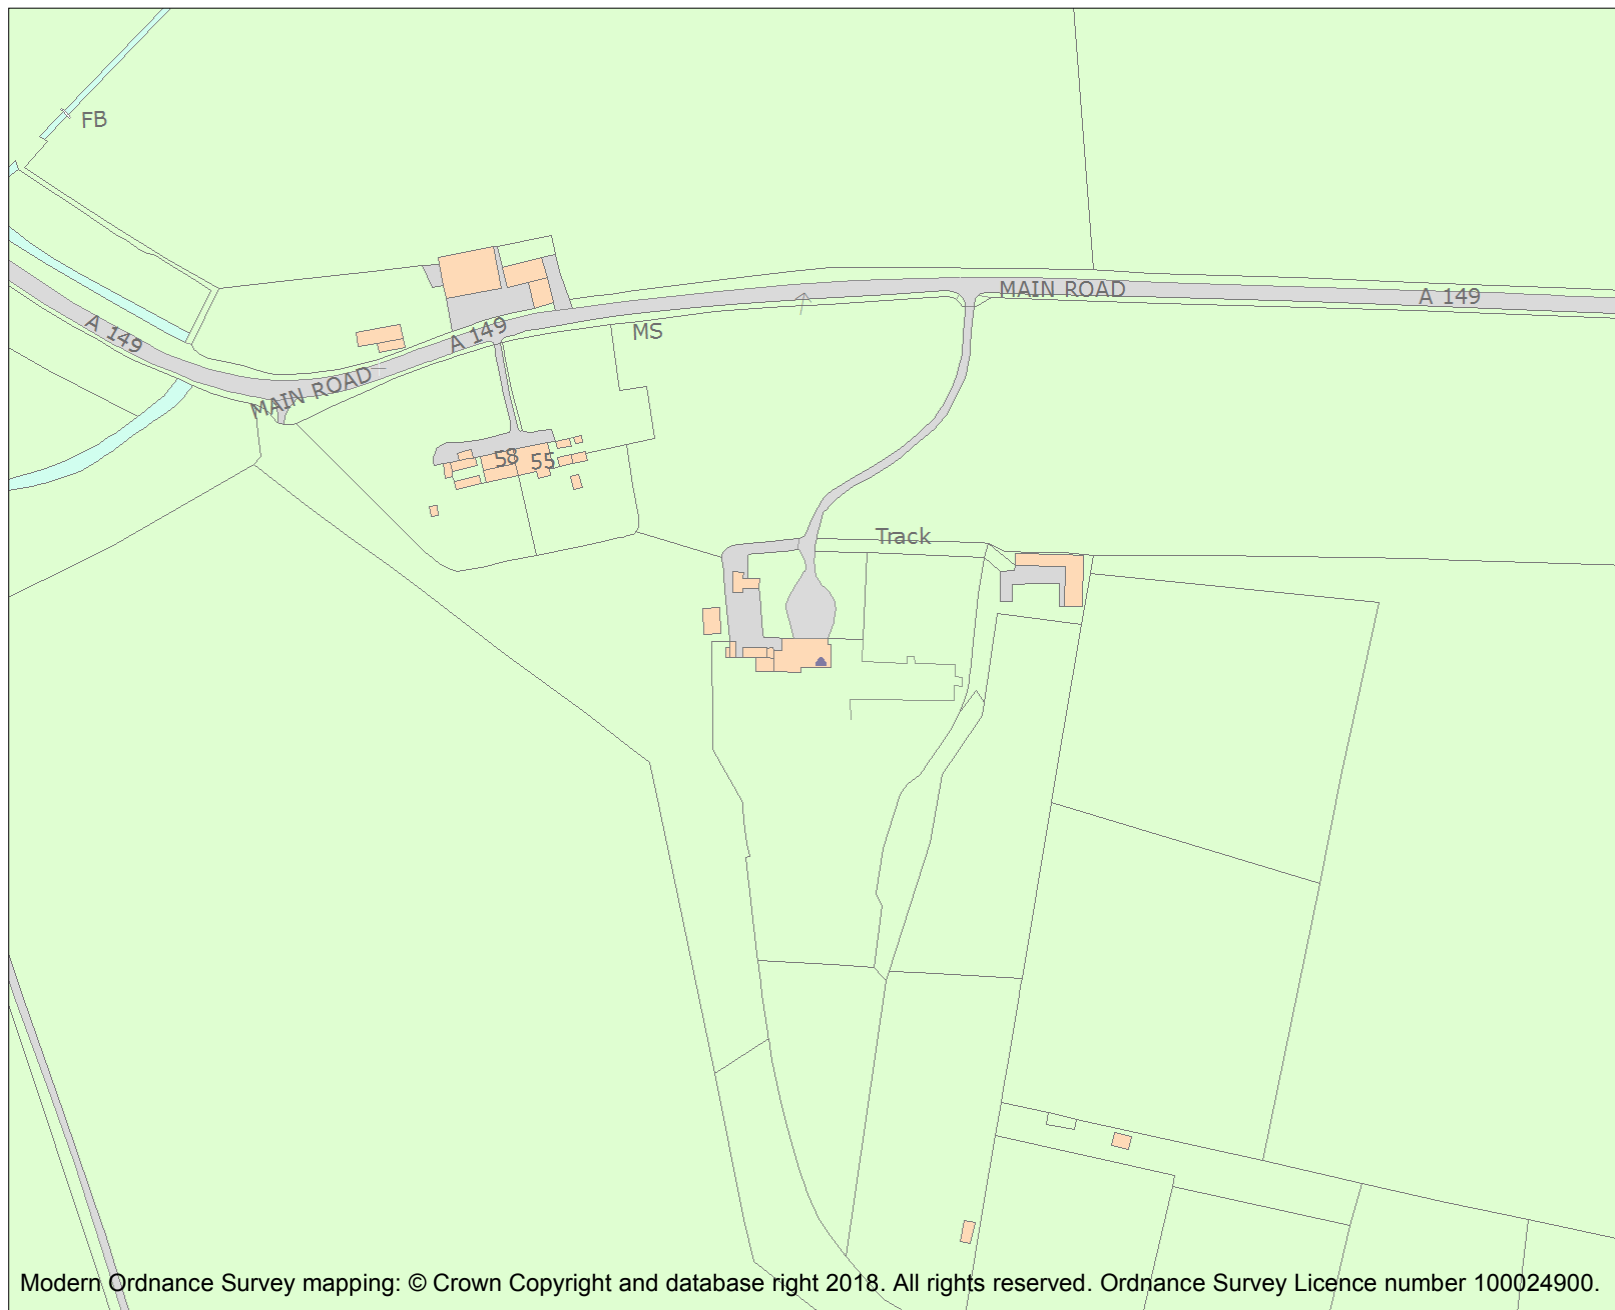 FB
MAIN ROAD
A 149
A 149
A 149
MS
MAIN ROAD
58
55
Track
Modern Ordnance Survey mapping: © Crown Copyright and database right 2018. All rights reserved. Ordnance Survey Licence number 100024900.